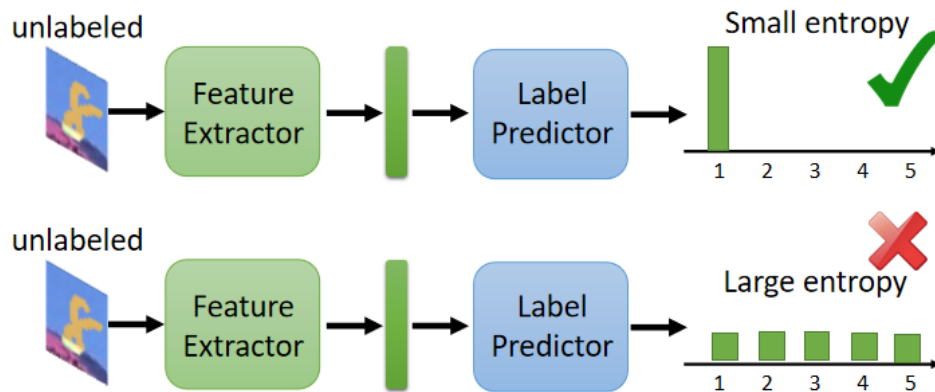 unlabeled
Feature
Extractor
Label
Predictor
Small entropy
1 2 3 4 5
unlabeled
Feature
Extractor
Label
Predictor
Large entropy
1 2 3 4 5